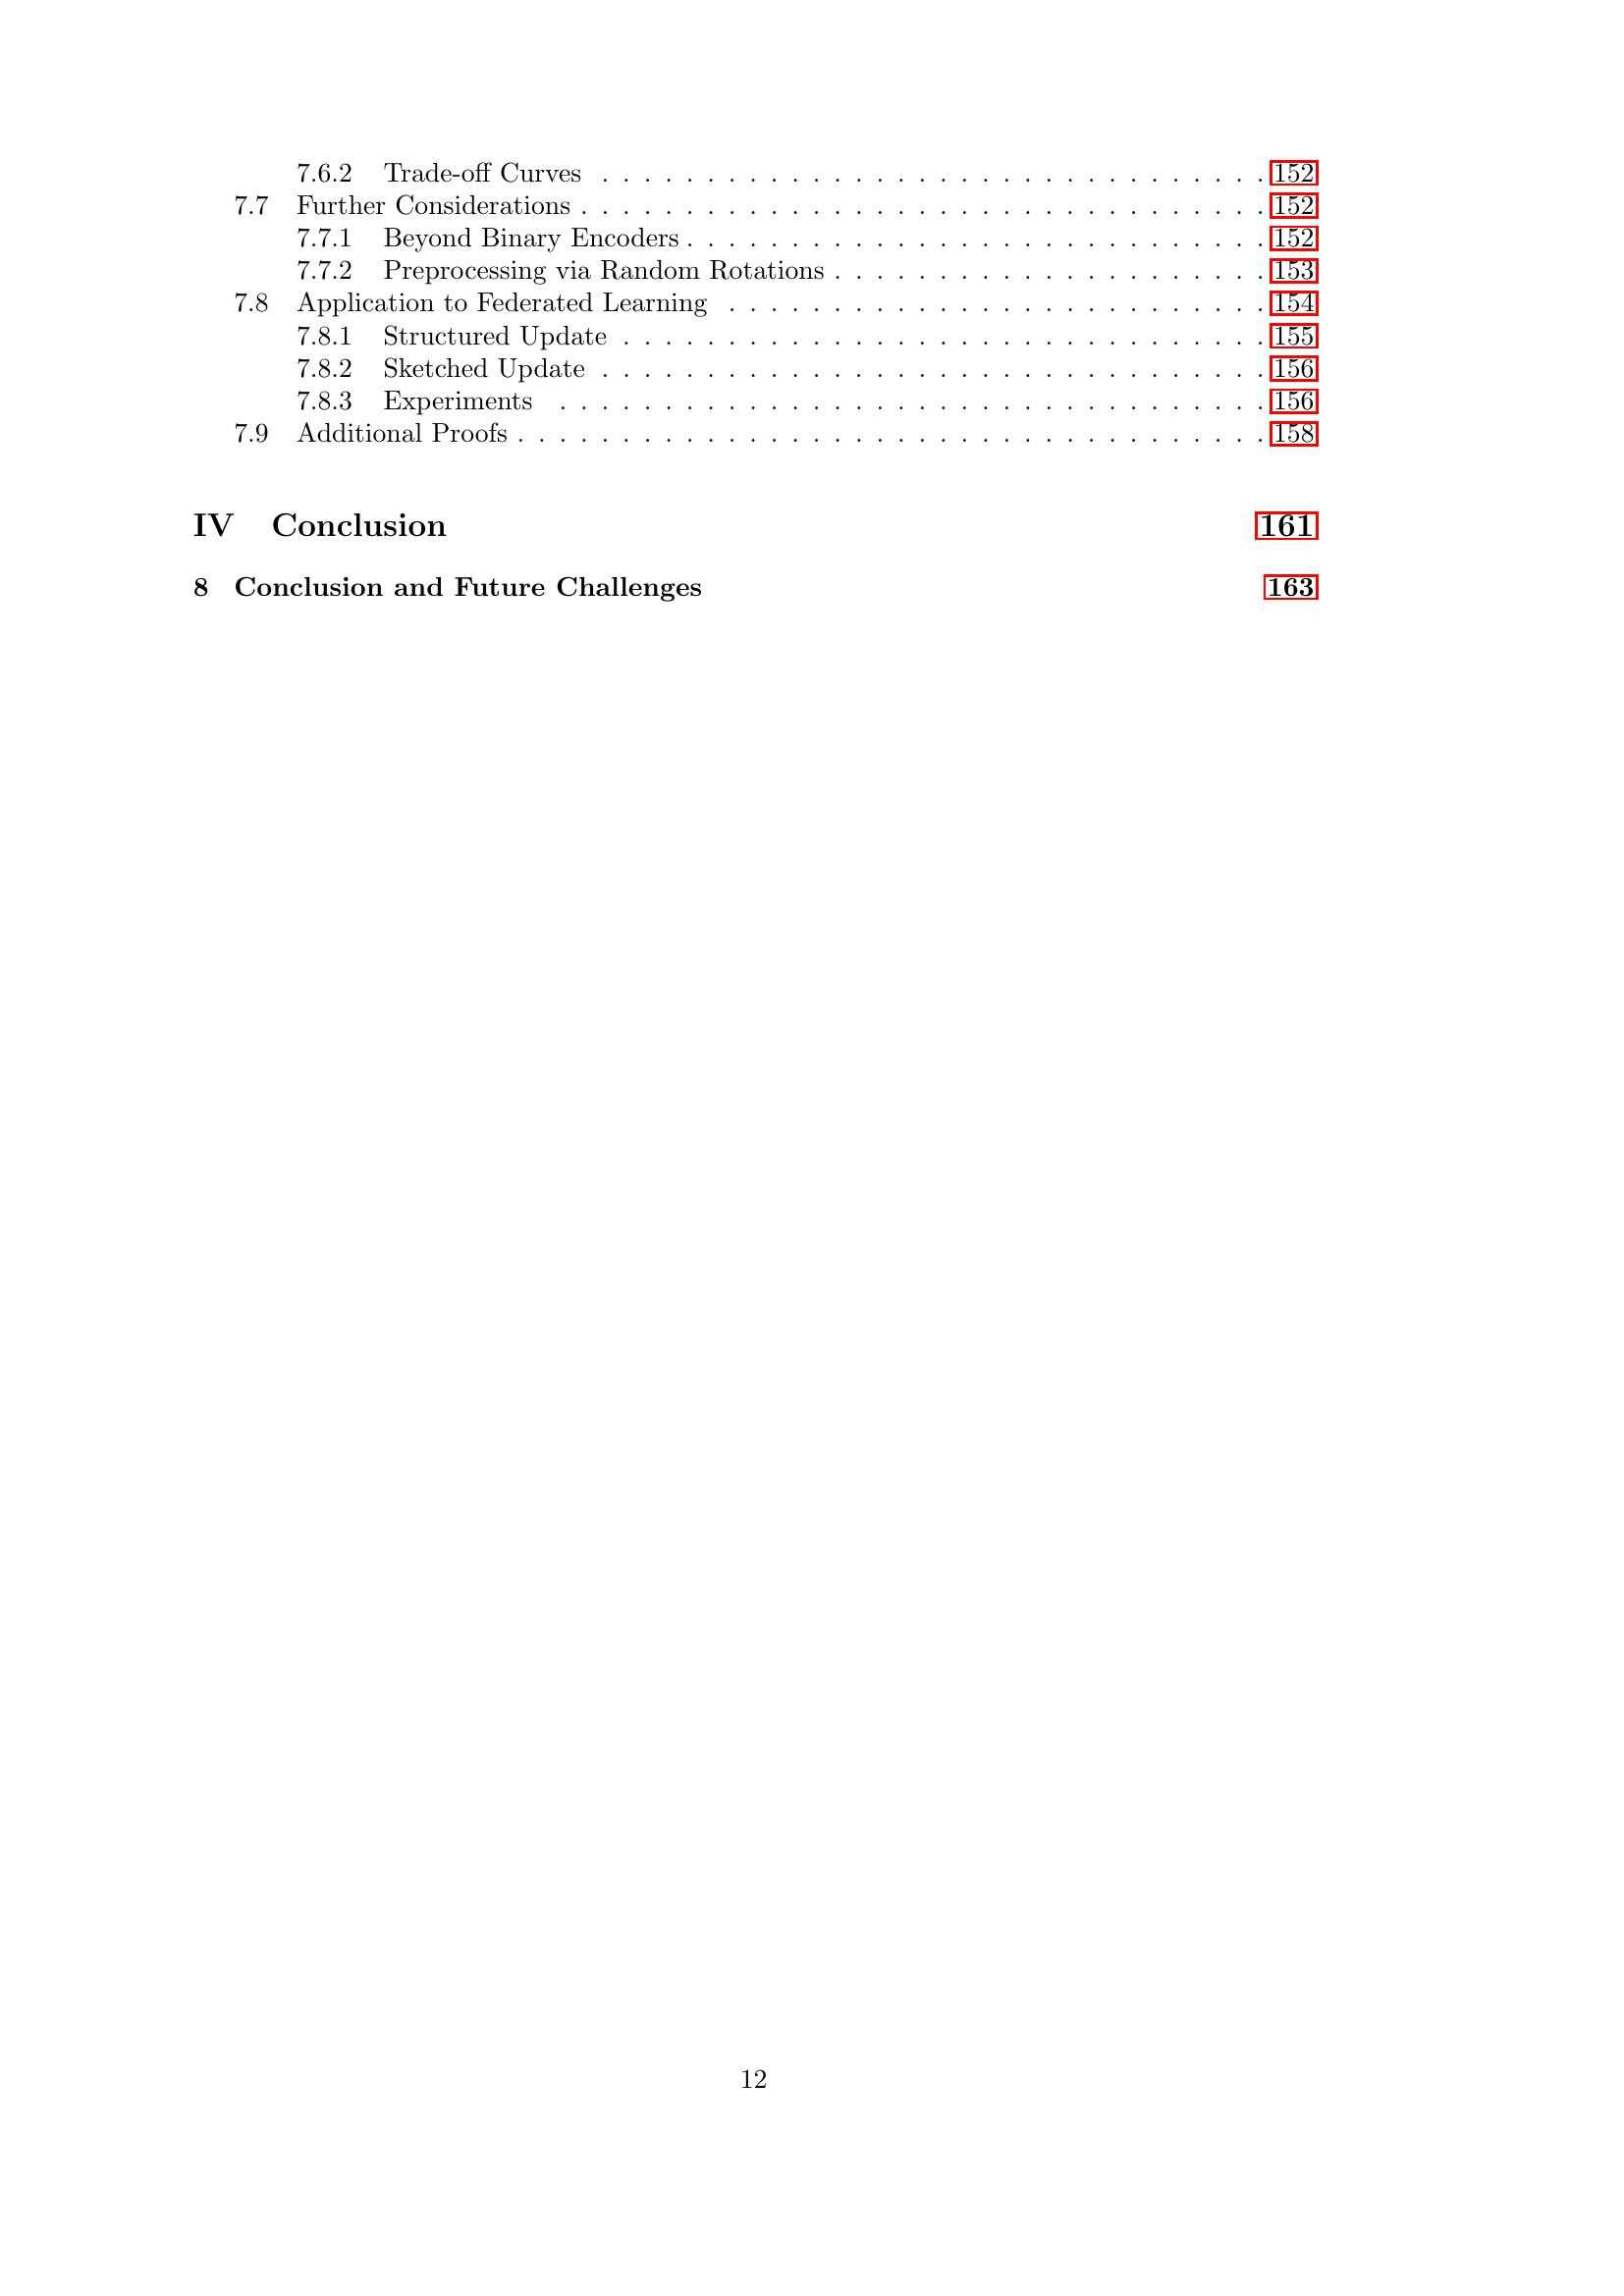 7.6.2 Trade-off Curves . . . . . . . . . . . . . . . . . . . . . . . . . . . . . . . . 152
7.7 Further Considerations . . . . . . . . . . . . . . . . . . . . . . . . . . . . . . . . . 152
7.7.1 Beyond Binary Encoders . . . . . . . . . . . . . . . . . . . . . . . . . . . . 152
7.7.2 Preprocessing via Random Rotations . . . . . . . . . . . . . . . . . . . . . 153
7.8 Application to Federated Learning . . . . . . . . . . . . . . . . . . . . . . . . . . 154
7.8.1 Structured Update . . . . . . . . . . . . . . . . . . . . . . . . . . . . . . . 155
7.8.2 Sketched Update . . . . . . . . . . . . . . . . . . . . . . . . . . . . . . . . 156
7.8.3 Experiments . . . . . . . . . . . . . . . . . . . . . . . . . . . . . . . . . . 156
7.9 Additional Proofs . . . . . . . . . . . . . . . . . . . . . . . . . . . . . . . . . . . . 158
IV Conclusion 161
8 Conclusion and Future Challenges 163
12